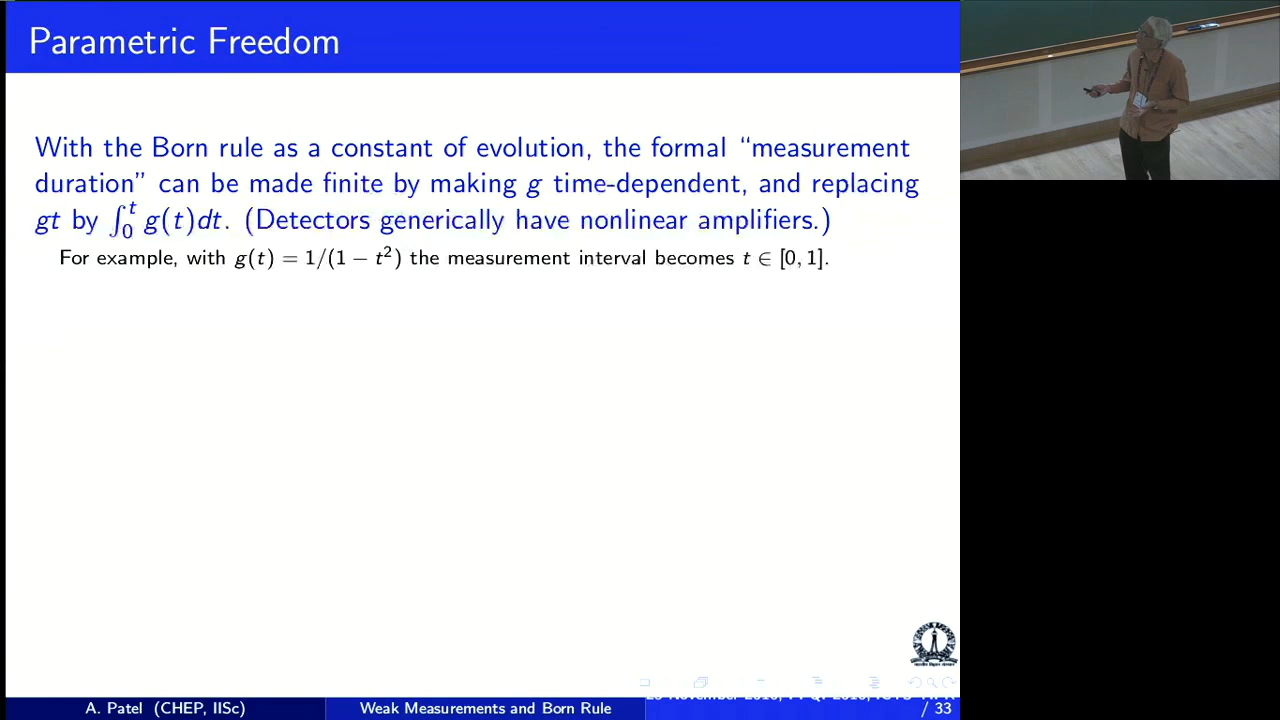 Parametric Freedom
With the Born rule as a constant of evolution, the formal “measurement
duration” can be made finite by making g time-dependent, and replacing
gt by ∫₀ᵗ g(t)dt. (Detectors generically have nonlinear amplifiers.)
For example, with g(t) = 1/(1 − t²) the measurement interval becomes t ∈ [0, 1].
A. Patel (CHEP, IISc)
Weak Measurements and Born Rule
/ 33